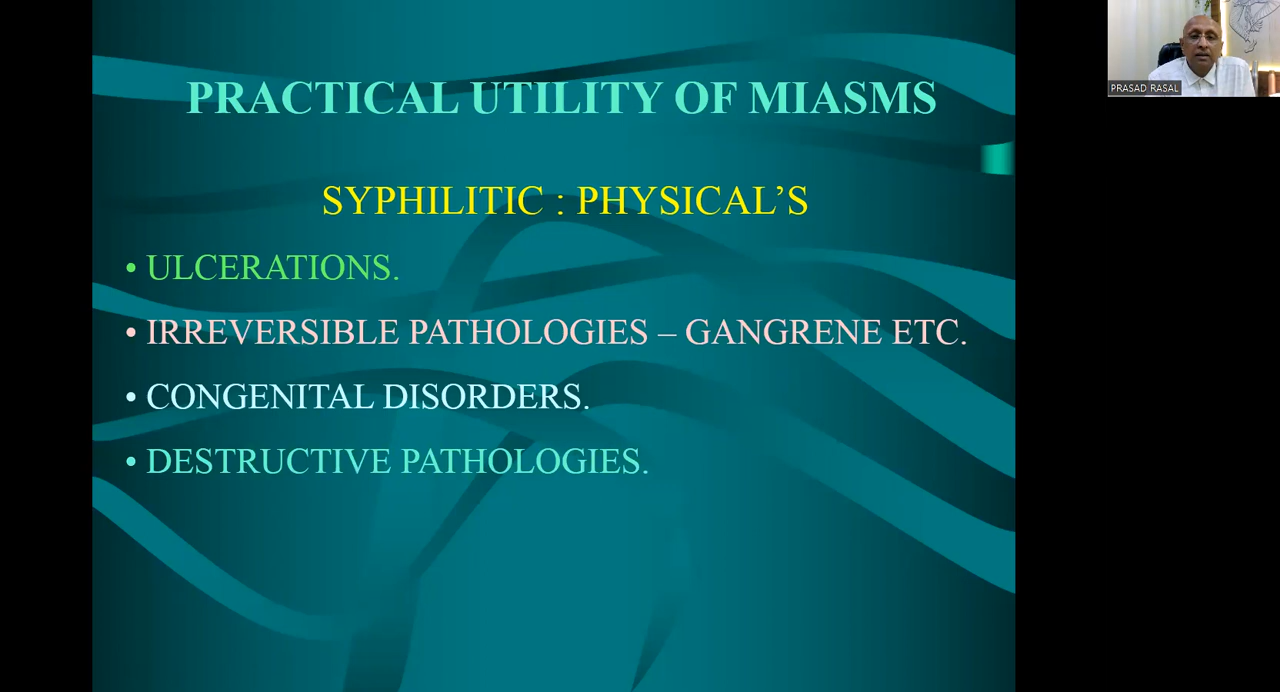 PRACTICAL UTILITY OF MIASMS
SYPHILITIC : PHYSICAL’S
• ULCERATIONS.
• IRREVERSIBLE PATHOLOGIES – GANGRENE ETC.
• CONGENITAL DISORDERS.
• DESTRUCTIVE PATHOLOGIES.
PRASAD RASAL